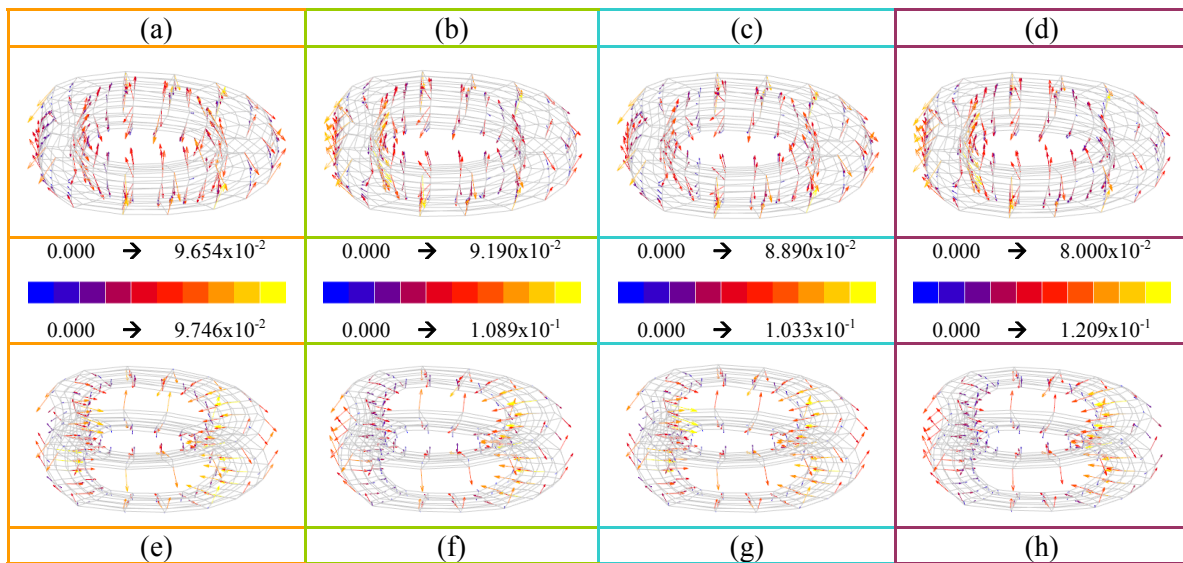 (a) (b) (c) (d)
0.000 → 9.654x10⁻² 0.000 → 9.190x10⁻² 0.000 → 8.890x10⁻² 0.000 → 8.000x10⁻²
0.000 → 9.746x10⁻² 0.000 → 1.089x10⁻¹ 0.000 → 1.033x10⁻¹ 0.000 → 1.209x10⁻¹
(e) (f) (g) (h)